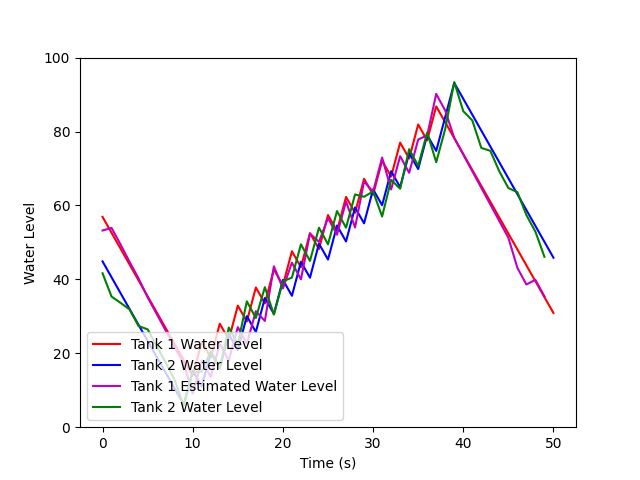 100
80
60
40
20
0
Water Level
Tank 1 Water Level
Tank 2 Water Level
Tank 1 Estimated Water Level
Tank 2 Water Level
0 10 20 30 40 50
Time (s)